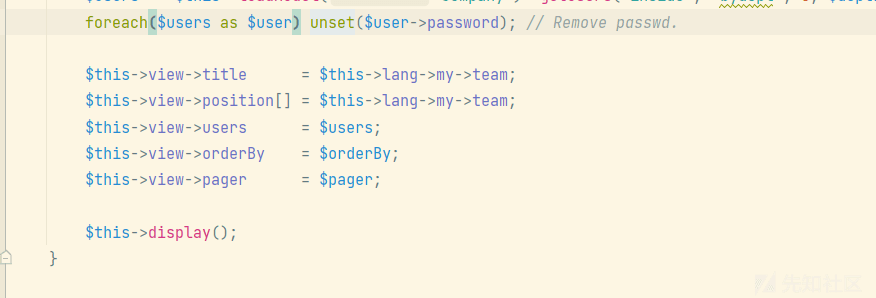 foreach($users as $user) unset($user->password); // Remove passwd.
$this->view->title      = $this->lang->my->team;
$this->view->position[] = $this->lang->my->team;
$this->view->users      = $users;
$this->view->orderBy    = $orderBy;
$this->view->pager      = $pager;
$this->display();
}
先知社区